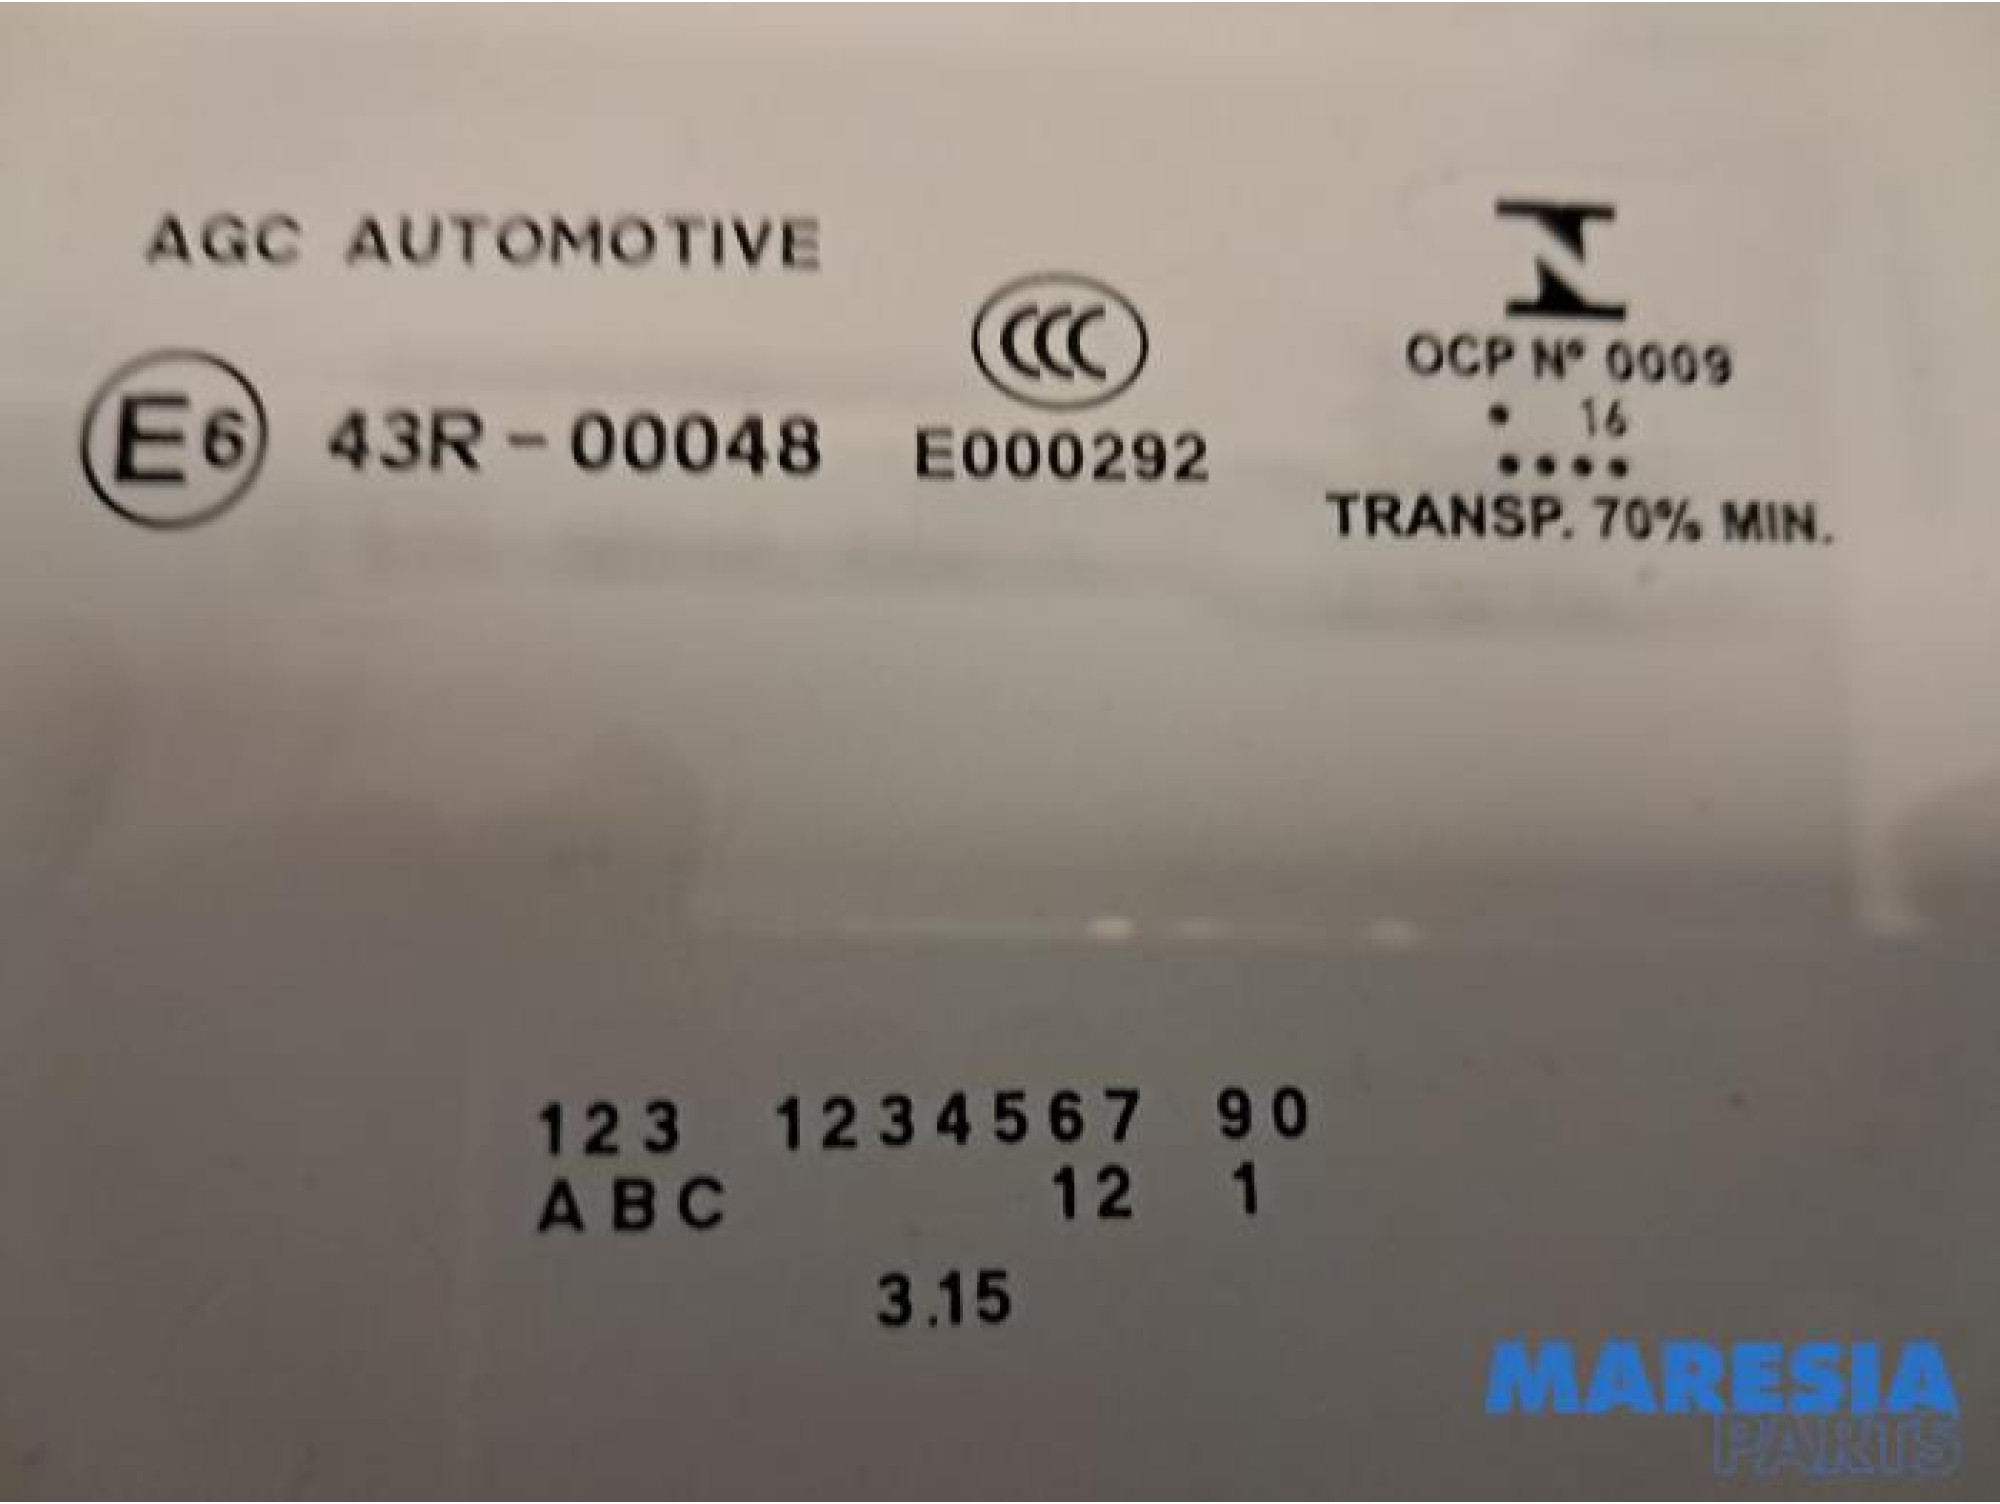 AGC AUTOMOTIVE
E6 43R-00048
CCC
E000292
OCP Nº 0009
• 16
••••
TRANSP. 70% MIN.
123 1234567 90
ABC 12 1
3.15
MARESIA
PARTS